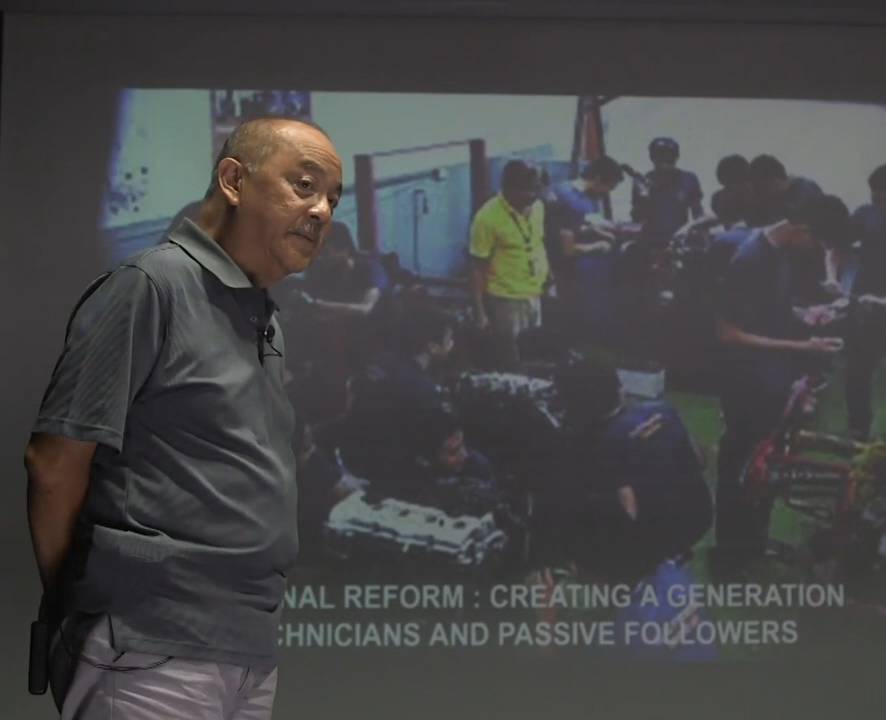 NAL REFORM : CREATING A GENERATION
CHNICIANS AND PASSIVE FOLLOWERS